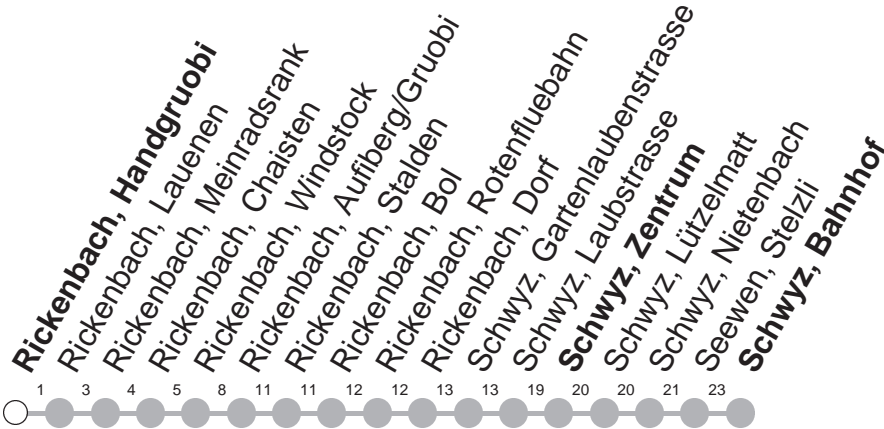 Rickenbach, Handgruobi
Rickenbach, Lauenen
Rickenbach, Meinradsrank
Rickenbach, Chaisten
Rickenbach, Windstock
Rickenbach, Aufiberg/Gruobi
Rickenbach, Stalden
Rickenbach, Bol
Rickenbach, Rotenfluebahn
Rickenbach, Dorf
Schwyz, Gartenlaubenstrasse
Schwyz, Laubstrasse
Schwyz, Zentrum
Schwyz, Lützelmatt
Schwyz, Nietenbach
Seewen, Stelzli
Schwyz, Bahnhof
1 3 4 5 8 11 11 12 12 13 13 19 20 20 21 23